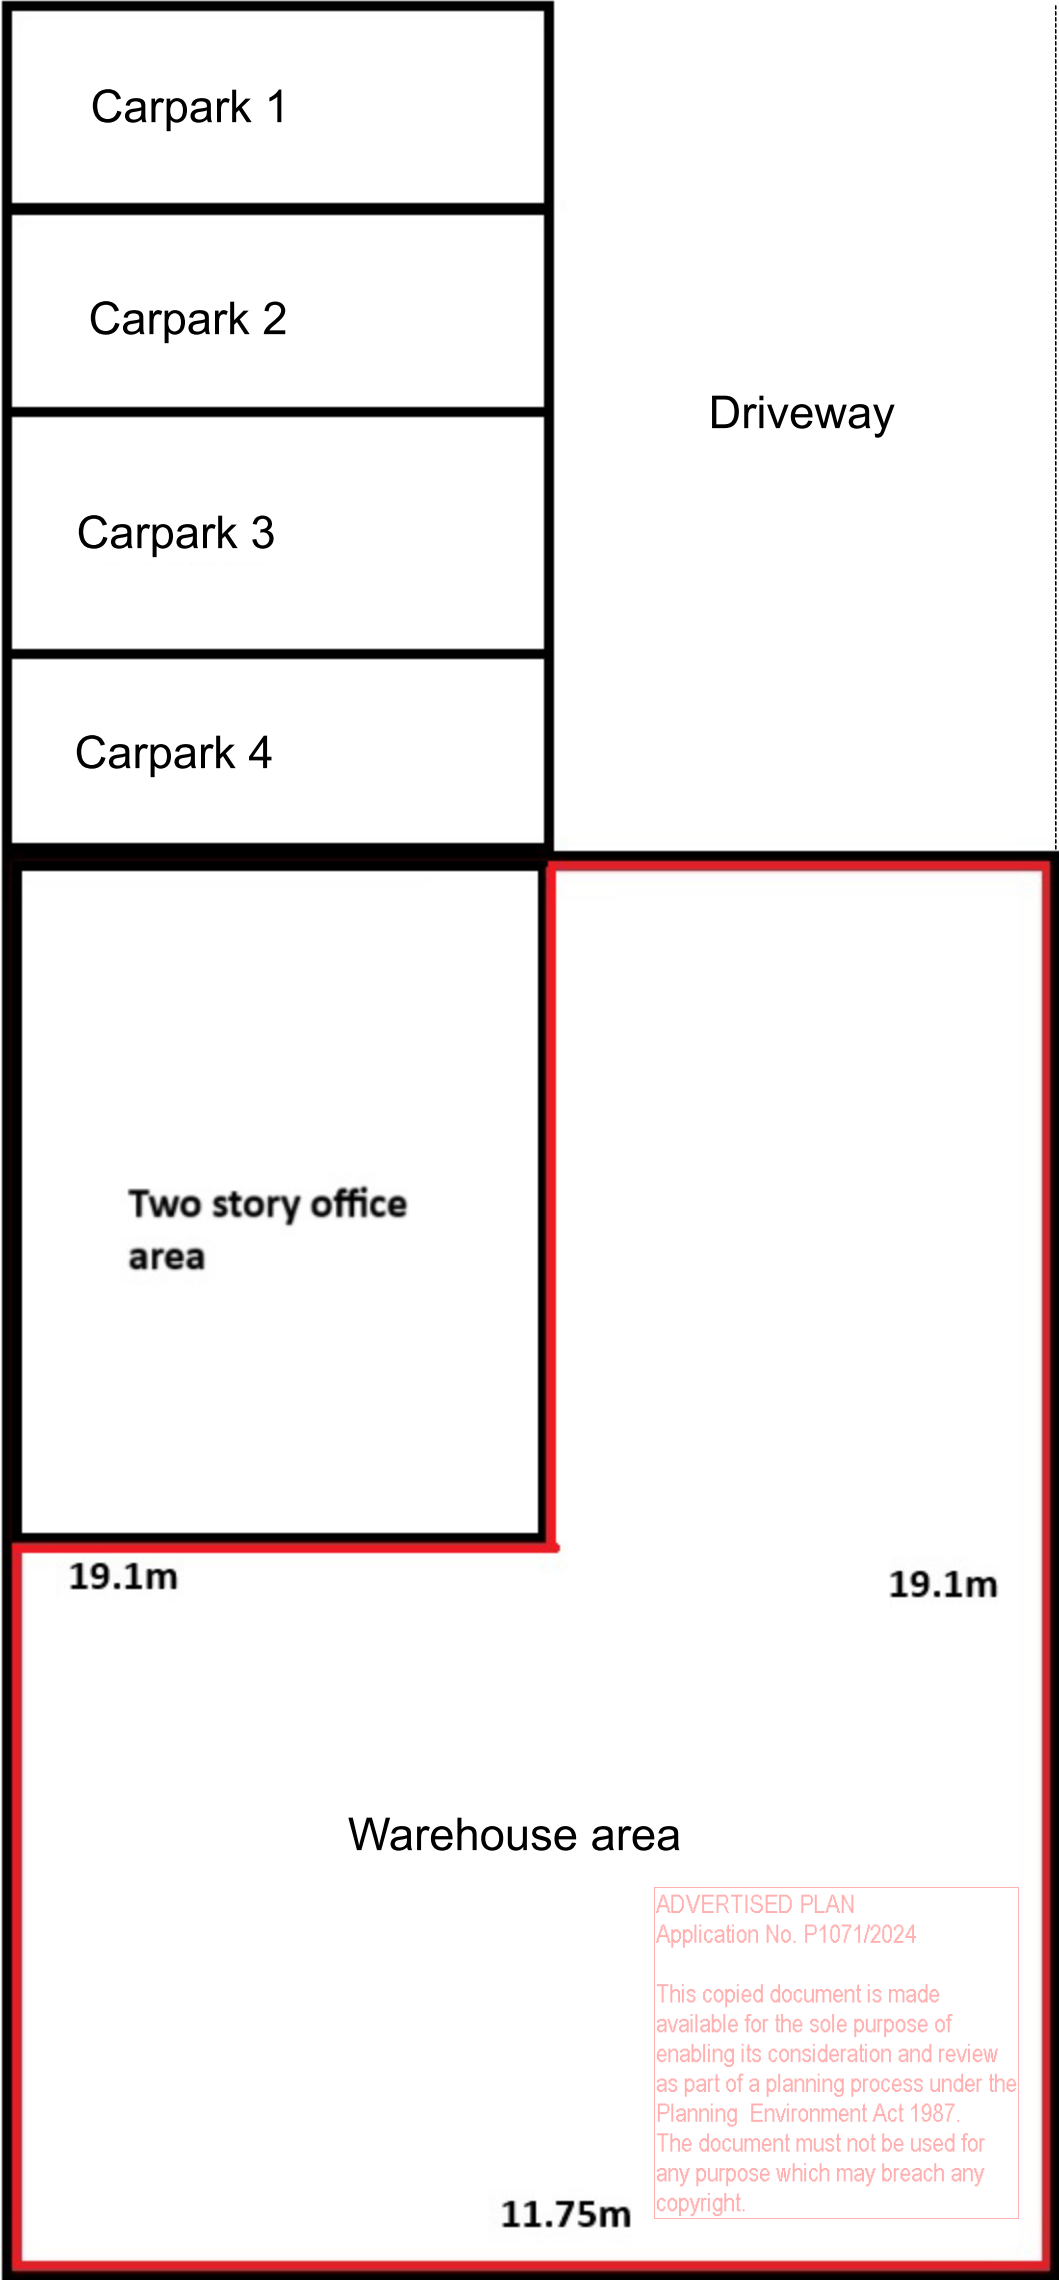 Carpark 1
Carpark 2
Driveway
Carpark 3
Carpark 4
Two story office
area
19.1m
19.1m
Warehouse area
ADVERTISED PLAN
Application No. P1071/2024
This copied document is made
available for the sole purpose of
enabling its consideration and review
as part of a planning process under the
Planning  Environment Act 1987.
The document must not be used for
any purpose which may breach any
copyright.
11.75m